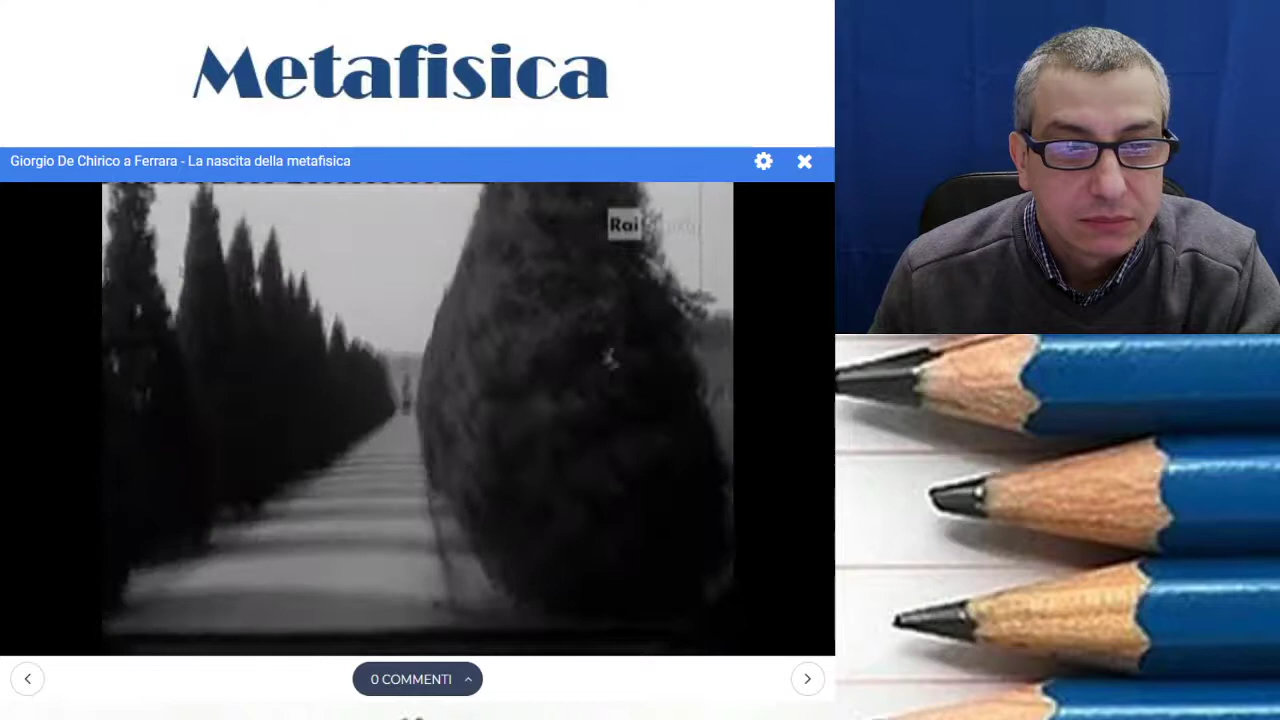 Metafisica
Giorgio De Chirico a Ferrara - La nascita della metafisica
Rai
0 COMMENTI